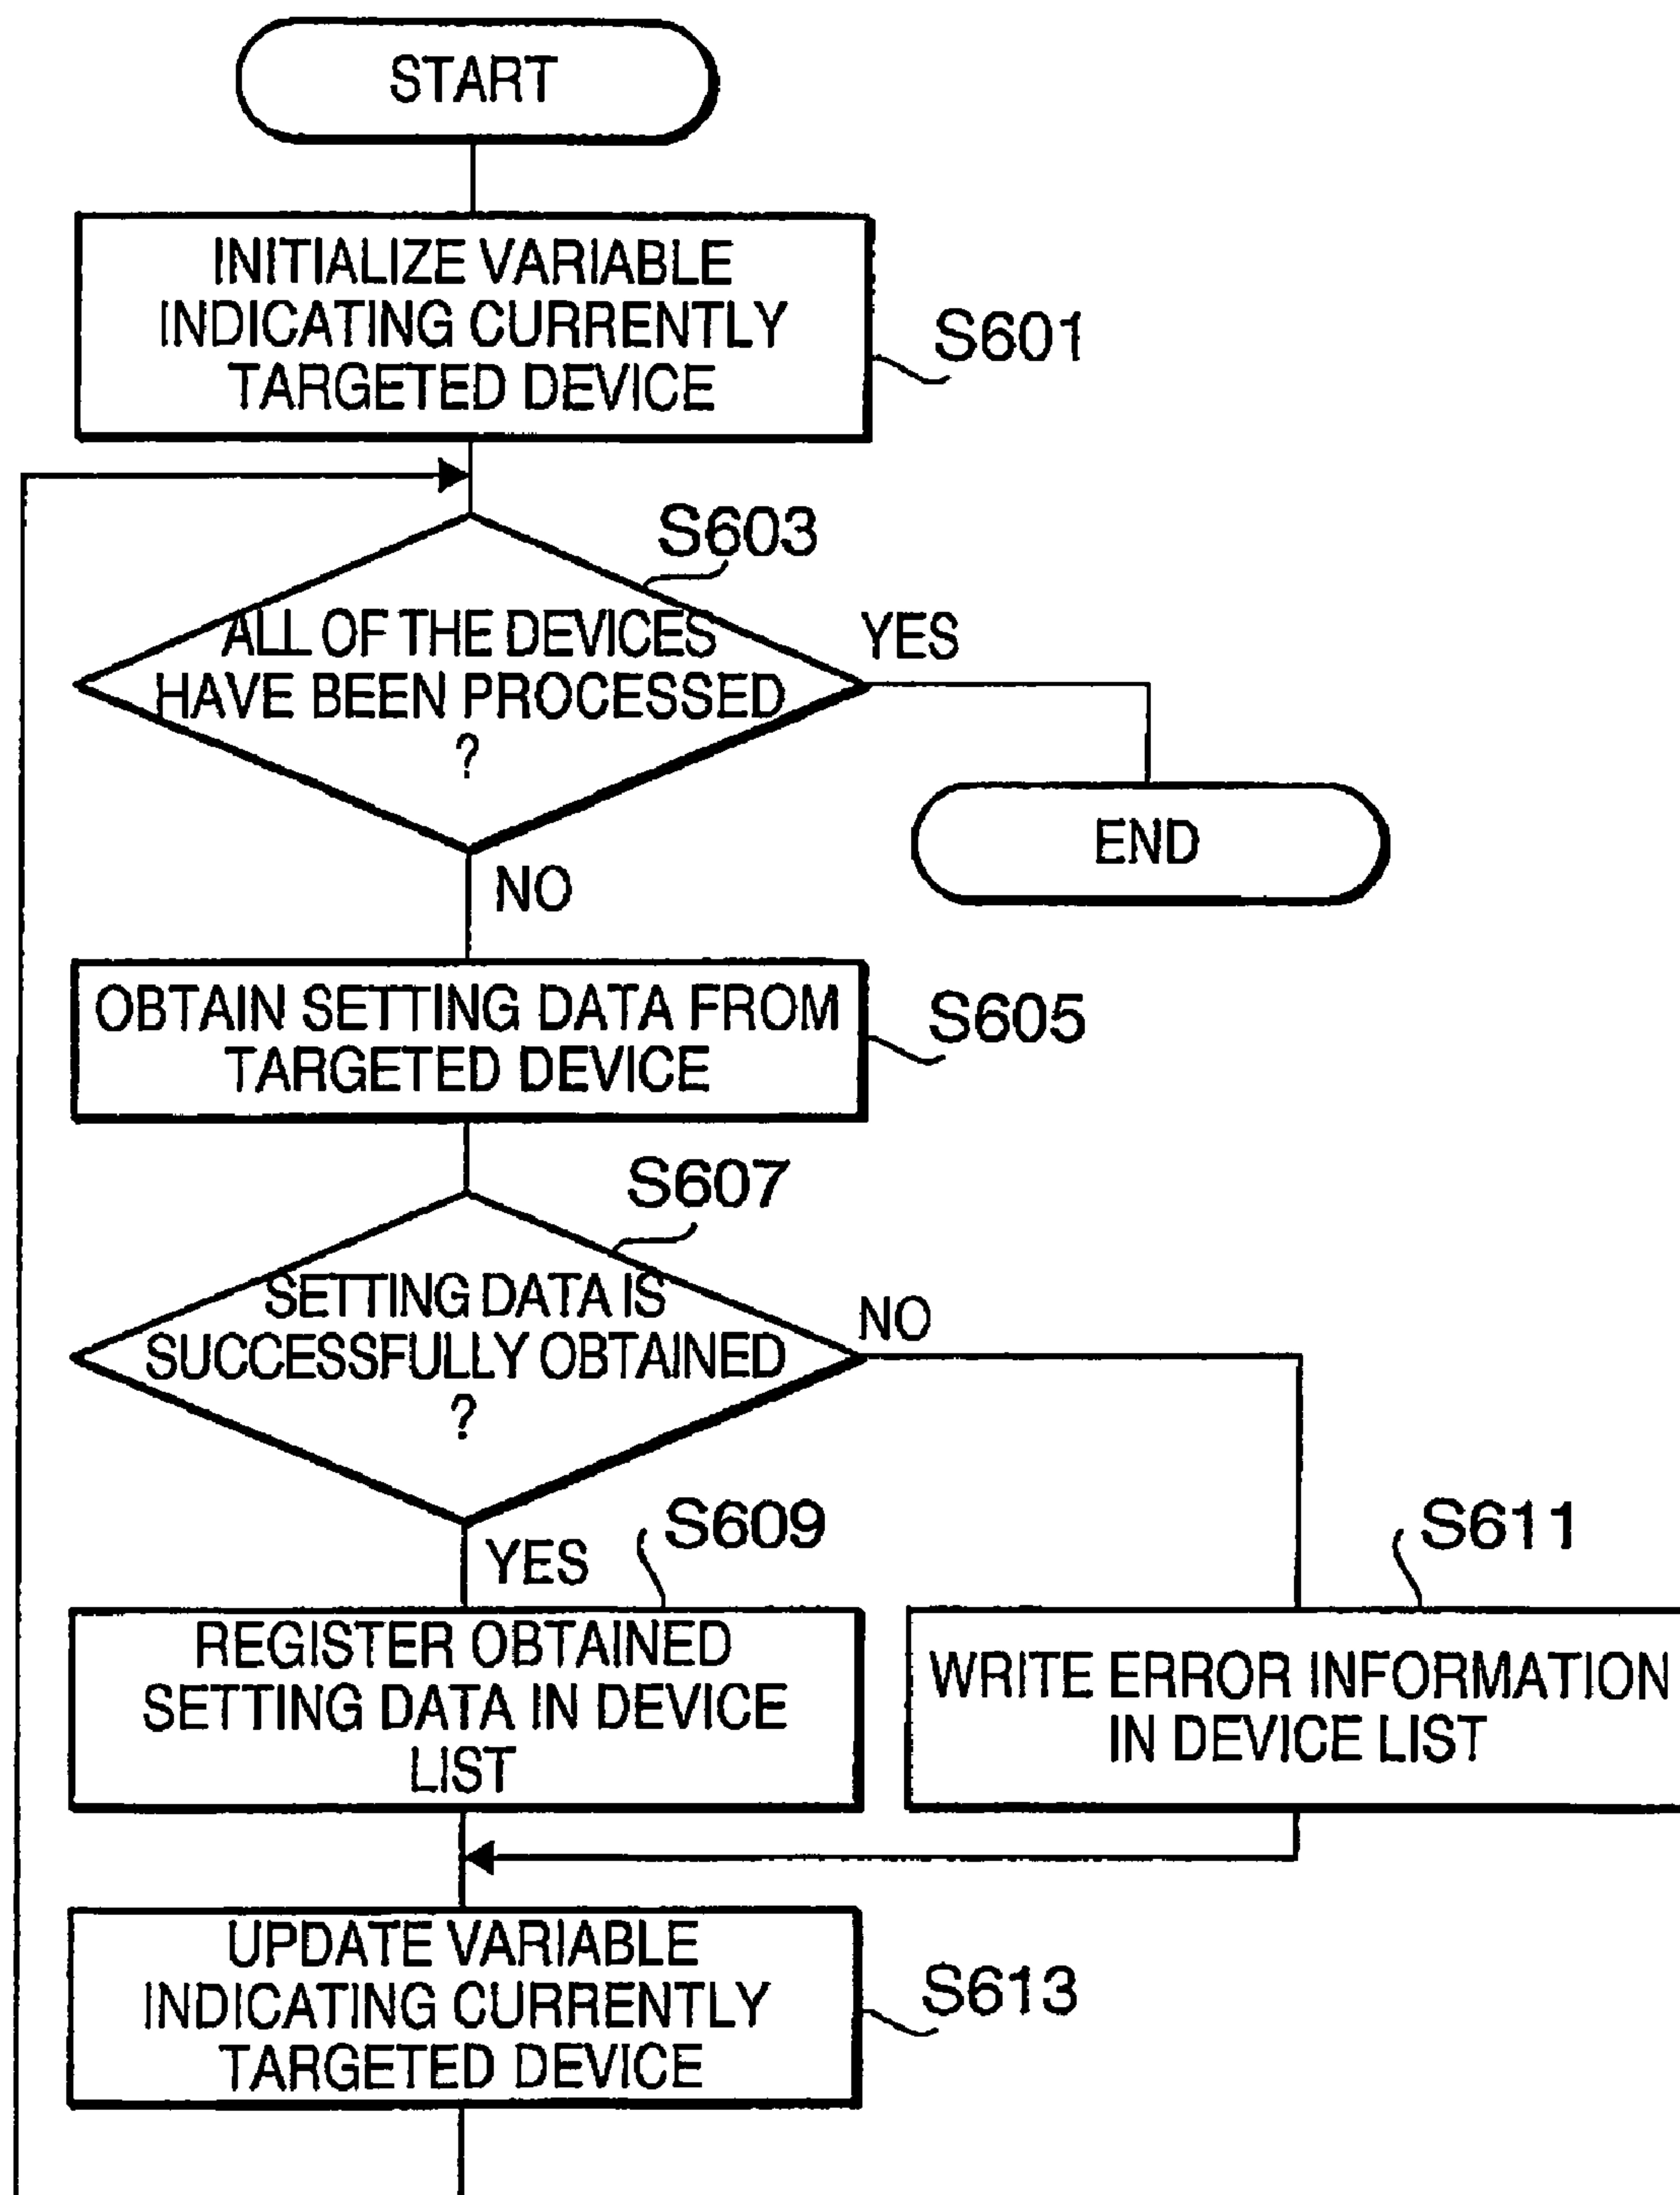 START
INITIALIZE VARIABLE
INDICATING CURRENTLY
TARGETED DEVICE
S601
S603
ALL OF THE DEVICES
HAVE BEEN PROCESSED
?
YES
END
NO
OBTAIN SETTING DATA FROM
TARGETED DEVICE
S605
S607
SETTING DATA IS
SUCCESSFULLY OBTAINED
?
NO
YES
S609
S611
REGISTER OBTAINED
SETTING DATA IN DEVICE
LIST
WRITE ERROR INFORMATION
IN DEVICE LIST
UPDATE VARIABLE
INDICATING CURRENTLY
TARGETED DEVICE
S613